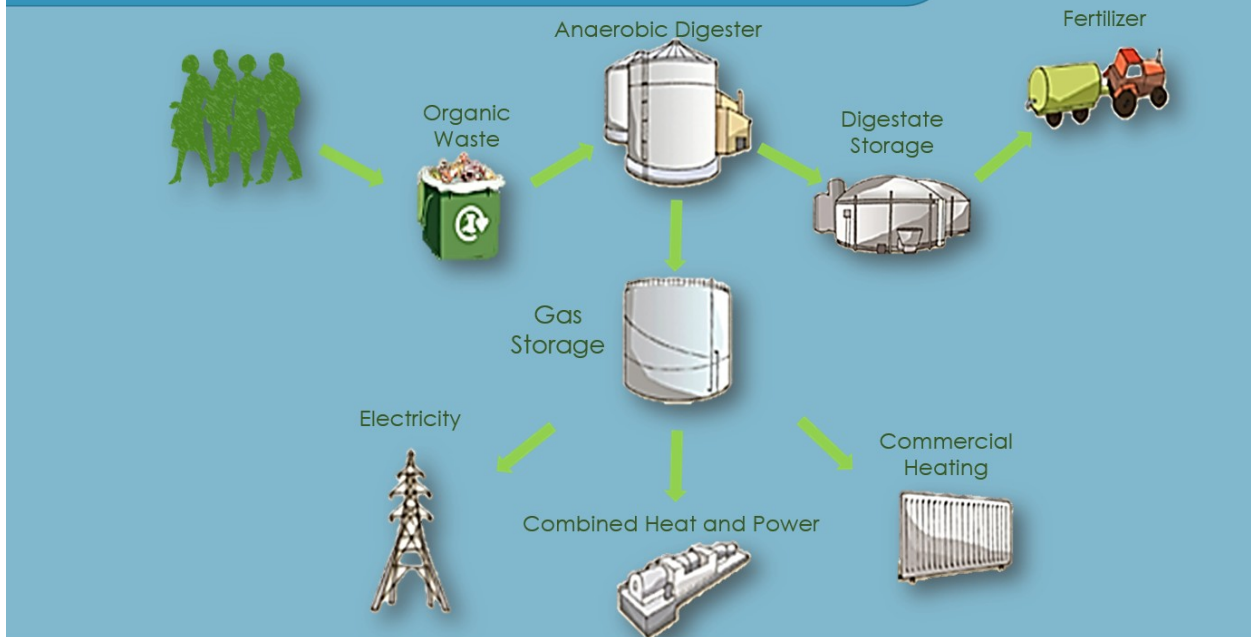 Anaerobic Digester
Fertilizer
Organic
Waste
Digestate
Storage
Gas
Storage
Electricity
Commercial
Heating
Combined Heat and Power